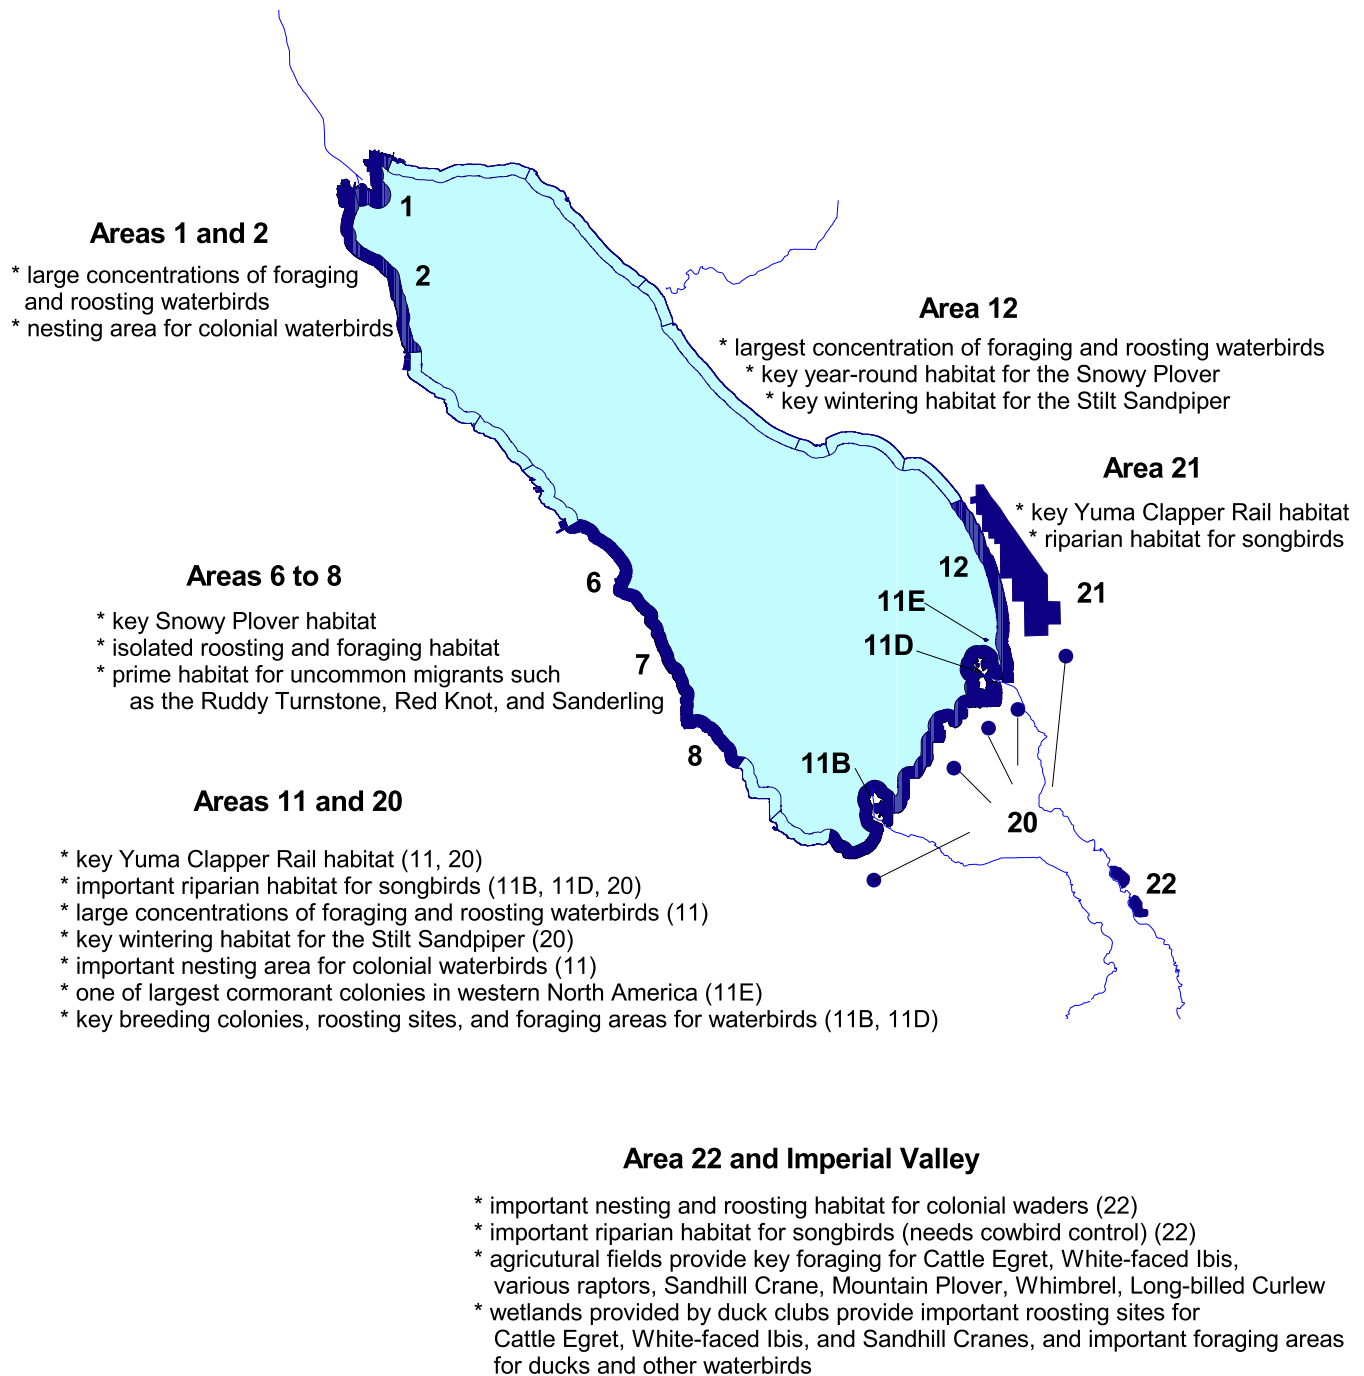 1
Areas 1 and 2
* large concentrations of foraging
and roosting waterbirds
* nesting area for colonial waterbirds
2
Area 12
* largest concentration of foraging and roosting waterbirds
* key year-round habitat for the Snowy Plover
* key wintering habitat for the Stilt Sandpiper
Area 21
* key Yuma Clapper Rail habitat
* riparian habitat for songbirds
12
21
11E
11D
Areas 6 to 8
* key Snowy Plover habitat
* isolated roosting and foraging habitat
* prime habitat for uncommon migrants such
as the Ruddy Turnstone, Red Knot, and Sanderling
6
7
8
11B
20
22
Areas 11 and 20
* key Yuma Clapper Rail habitat (11, 20)
* important riparian habitat for songbirds (11B, 11D, 20)
* large concentrations of foraging and roosting waterbirds (11)
* key wintering habitat for the Stilt Sandpiper (20)
* important nesting area for colonial waterbirds (11)
* one of largest cormorant colonies in western North America (11E)
* key breeding colonies, roosting sites, and foraging areas for waterbirds (11B, 11D)
Area 22 and Imperial Valley
* important nesting and roosting habitat for colonial waders (22)
* important riparian habitat for songbirds (needs cowbird control) (22)
* agricutural fields provide key foraging for Cattle Egret, White-faced Ibis,
various raptors, Sandhill Crane, Mountain Plover, Whimbrel, Long-billed Curlew
* wetlands provided by duck clubs provide important roosting sites for
Cattle Egret, White-faced Ibis, and Sandhill Cranes, and important foraging areas
for ducks and other waterbirds